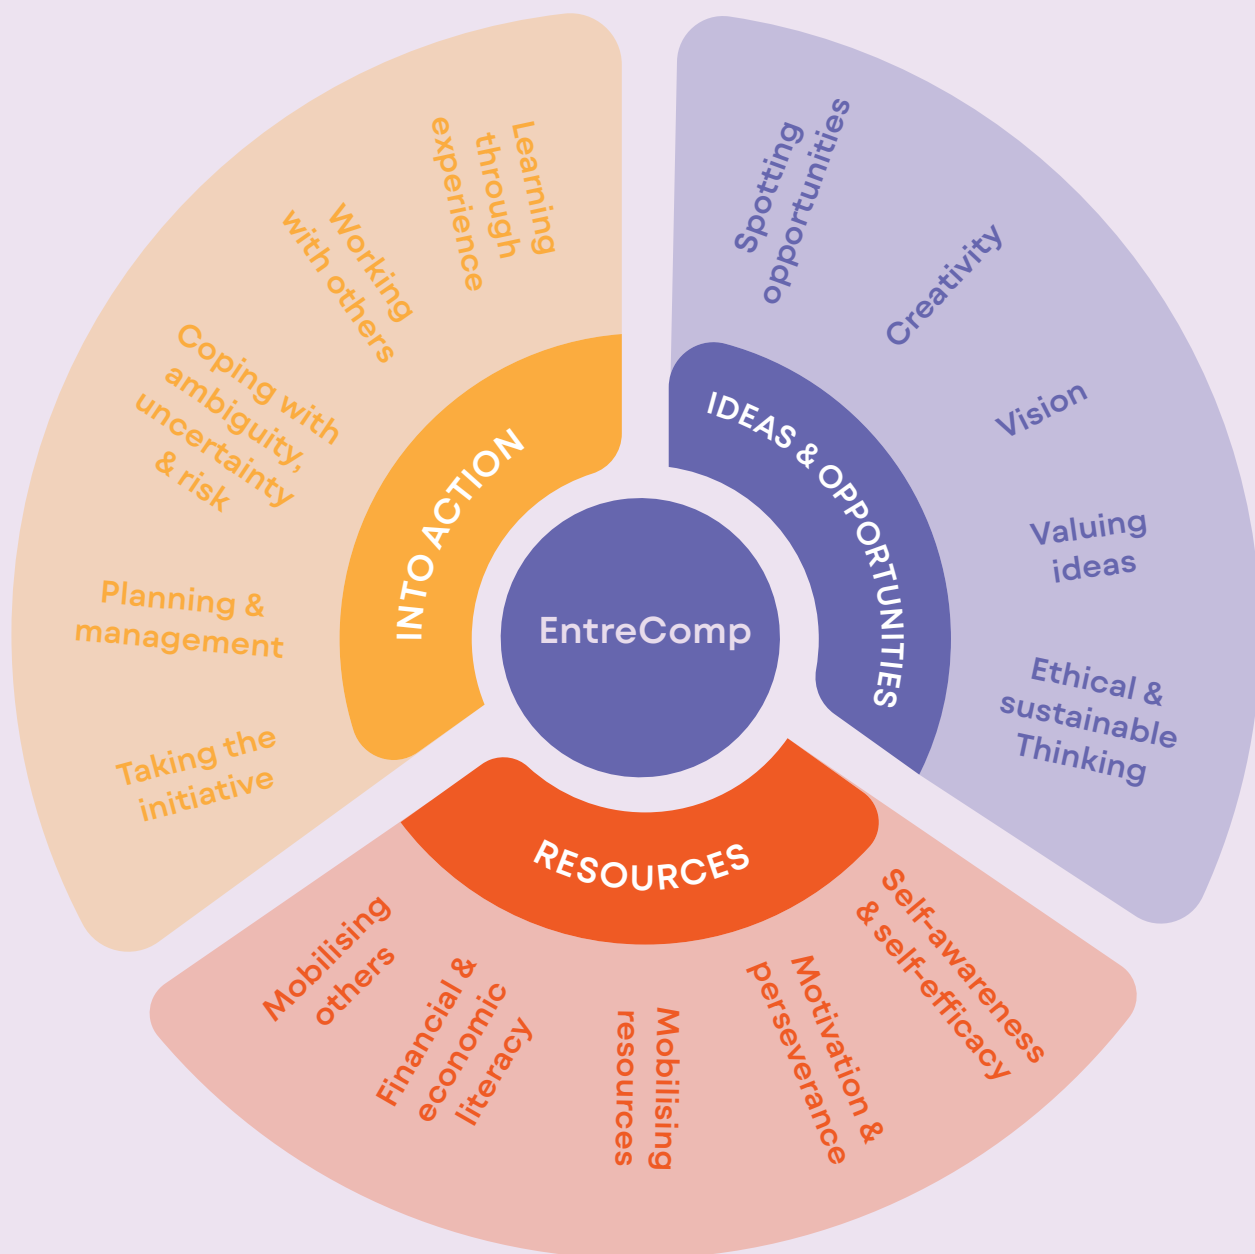 EntreComp
IDEAS & OPPORTUNITIES
Spotting
opportunities
Creativity
Vision
Valuing
ideas
Ethical &
sustainable
Thinking
RESOURCES
Self-awareness
& self-efficacy
Motivation &
perseverance
Mobilising
resources
Financial &
economic
literacy
Mobilising
others
INTO ACTION
Taking the
initiative
Planning &
management
Coping with
ambiguity,
uncertainty
& risk
Working
with others
Learning
through
experience